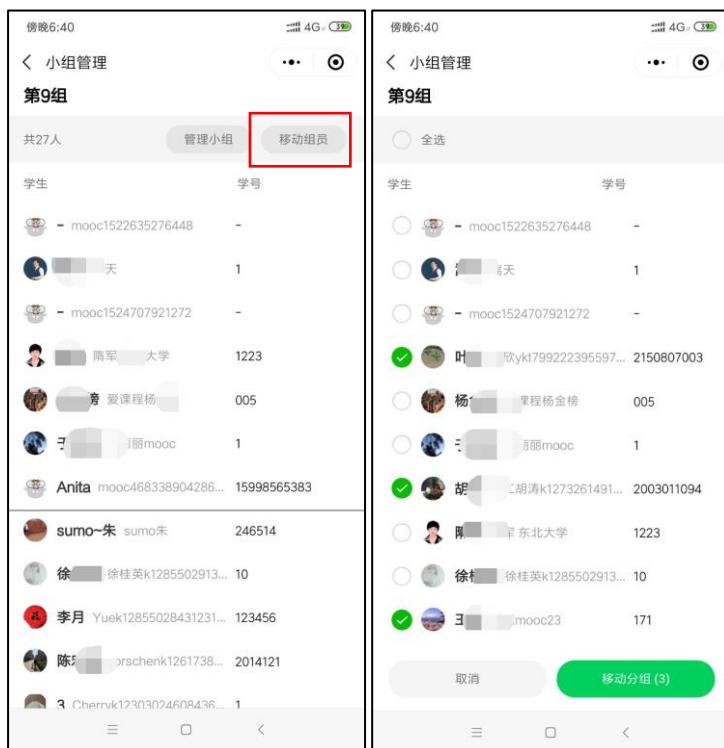 傍晚6:40
4G
39
小组管理
第9组
共27人 管理小组 移动组员
学生 学号
- mooc1522635276448 -
天 1
- mooc1524707921272 -
隋军 大学 1223
爱课程杨 005
丽mooc 1
Anita mooc468338904286... 15998565383
sumo~朱 sumo朱 246514
徐 徐桂英k1285502913... 10
李月 Yuek12855028431231... 123456
陈 orschenk1261738... 2014121
3 Cherryk12303024608436... 1
傍晚6:40
4G
39
小组管理
第9组
全选
学生 学号
- mooc1522635276448 -
天 1
- mooc1524707921272 -
叶 欣ykt799222395597... 2150807003
杨 课程杨金榜 005
丽mooc 1
胡 胡涛k1273261491... 2003011094
东北大学 1223
徐 徐桂英k1285502913... 10
王 .mooc23 171
取消 移动分组 (3)